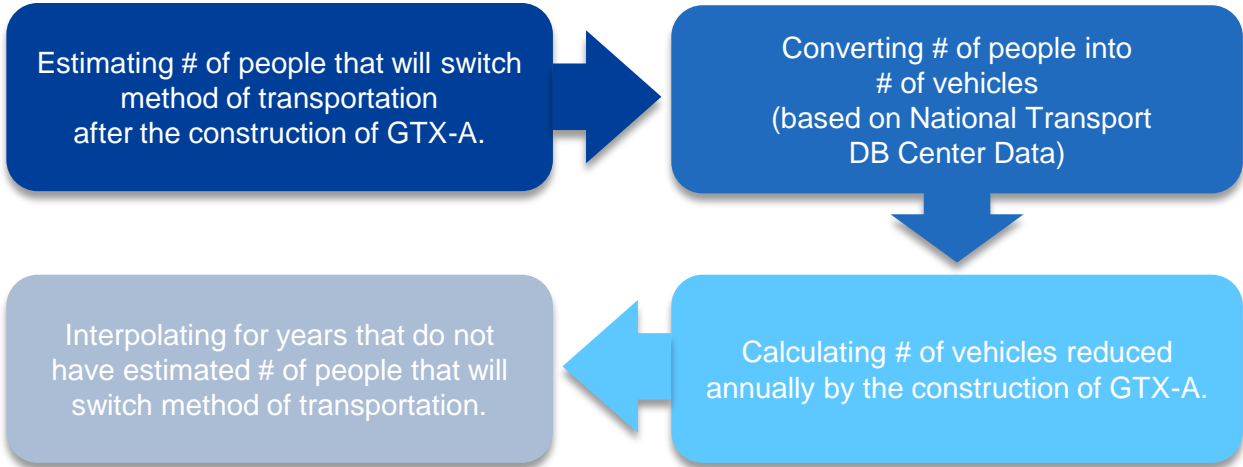 Estimating # of people that will switch
method of transportation
after the construction of GTX-A.
Converting # of people into
# of vehicles
(based on National Transport
DB Center Data)
Calculating # of vehicles reduced
annually by the construction of GTX-A.
Interpolating for years that do not
have estimated # of people that will
switch method of transportation.